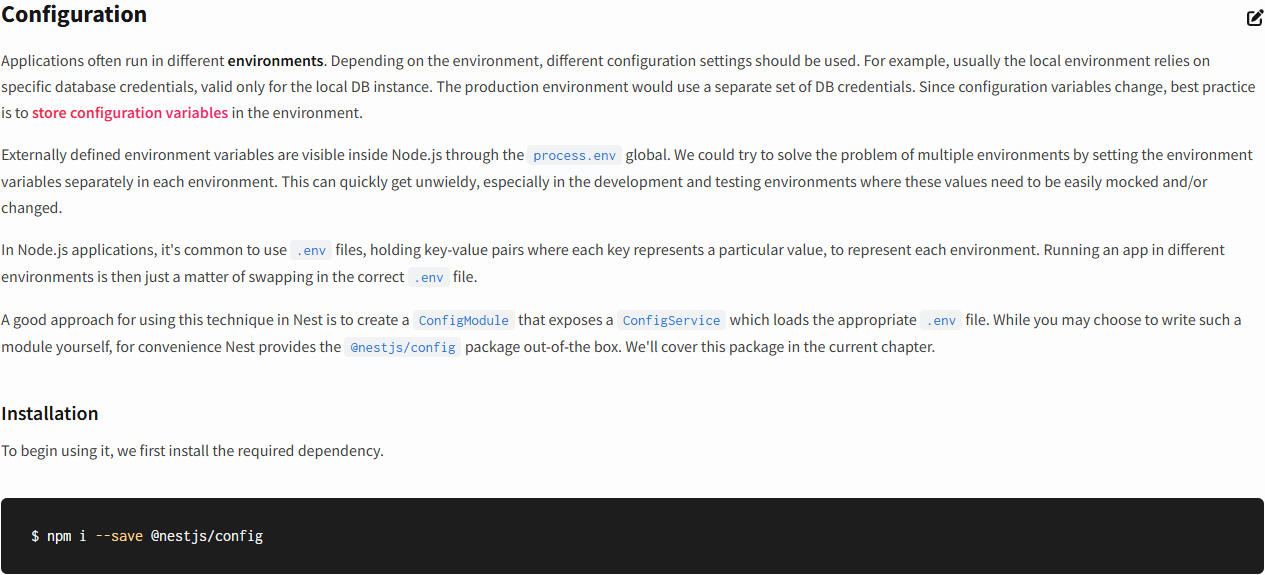 Configuration
Applications often run in different environments. Depending on the environment, different configuration settings should be used. For example, usually the local environment relies on
specific database credentials, valid only for the local DB instance. The production environment would use a separate set of DB credentials. Since configuration variables change, best practice
is to store configuration variables in the environment.
Externally defined environment variables are visible inside Node.js through the process.env global. We could try to solve the problem of multiple environments by setting the environment
variables separately in each environment. This can quickly get unwieldy, especially in the development and testing environments where these values need to be easily mocked and/or
changed.
In Node.js applications, it's common to use .env files, holding key-value pairs where each key represents a particular value, to represent each environment. Running an app in different
environments is then just a matter of swapping in the correct .env file.
A good approach for using this technique in Nest is to create a ConfigModule that exposes a ConfigService which loads the appropriate .env file. While you may choose to write such a
module yourself, for convenience Nest provides the @nestjs/config package out-of-the box. We'll cover this package in the current chapter.
Installation
To begin using it, we first install the required dependency.
$ npm i --save @nestjs/config